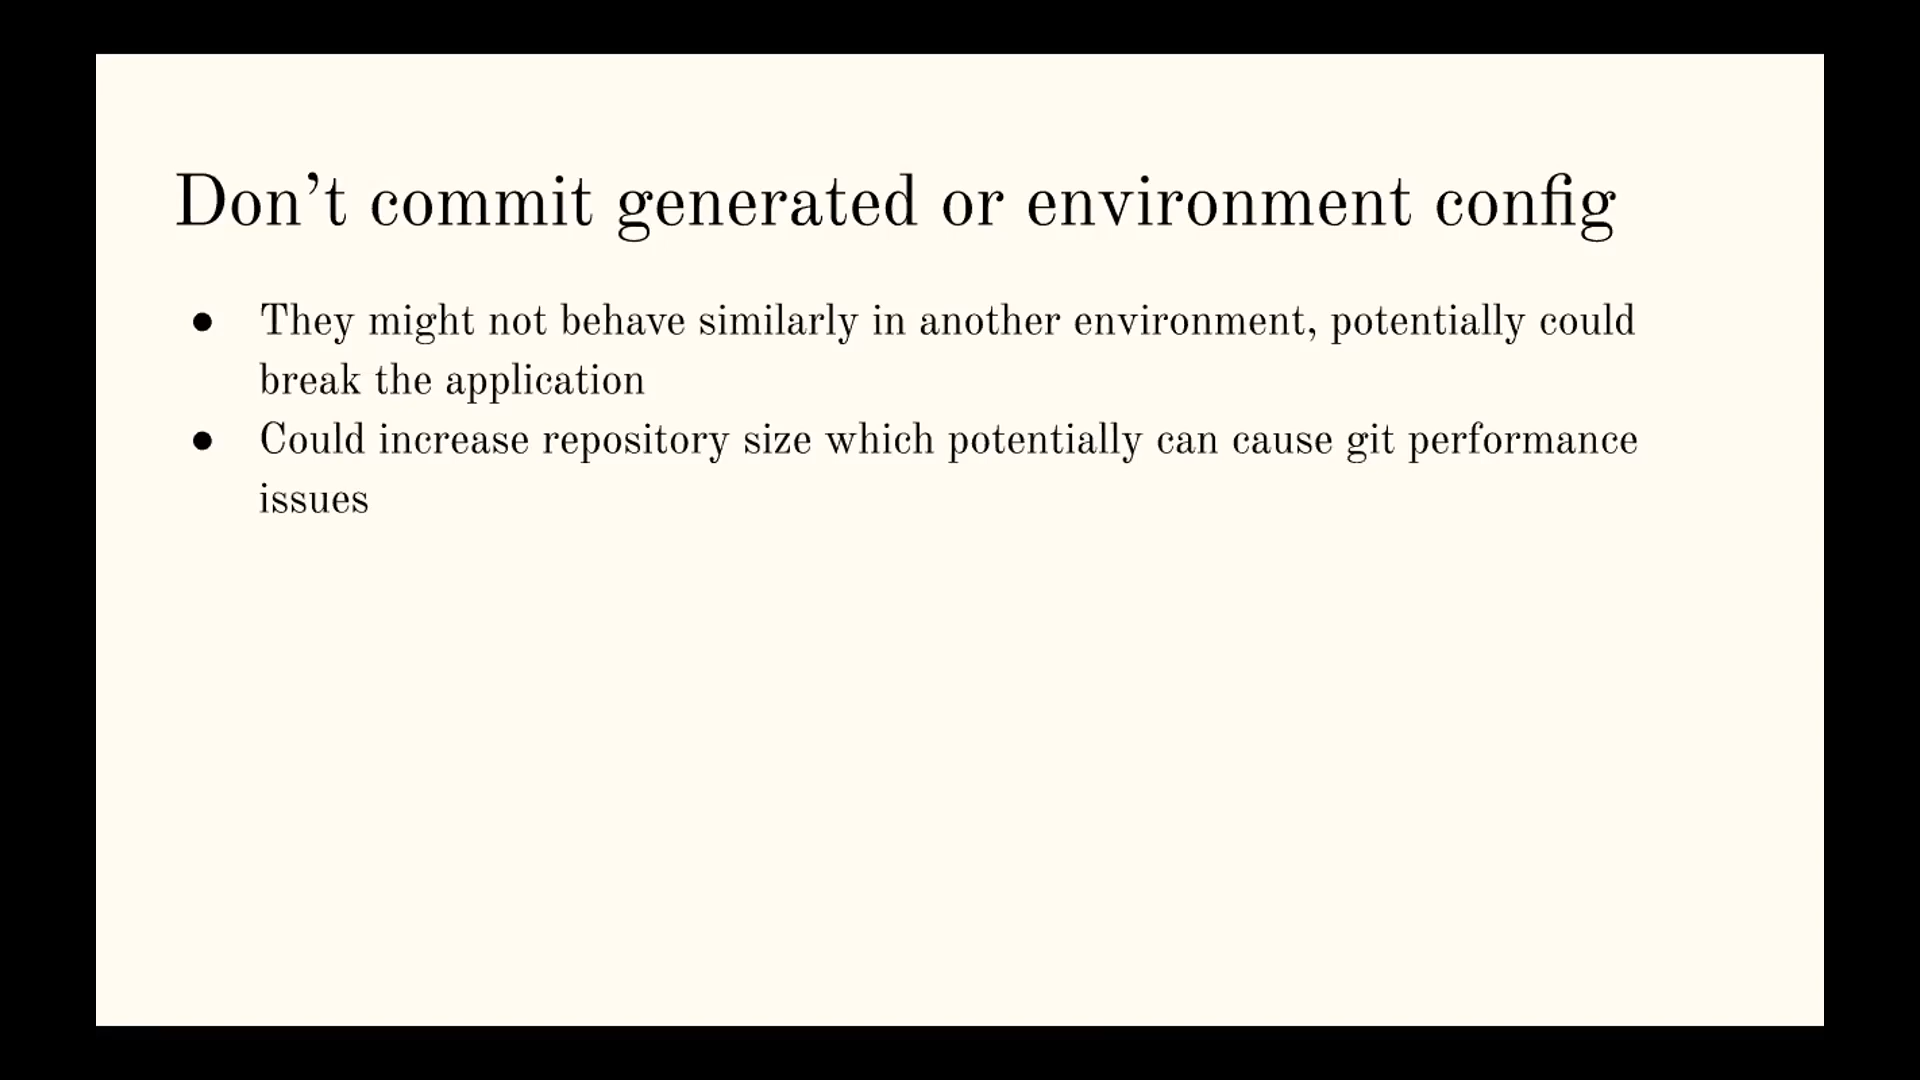 Don’t commit generated or environment config
● They might not behave similarly in another environment, potentially could
break the application
● Could increase repository size which potentially can cause git performance
issues